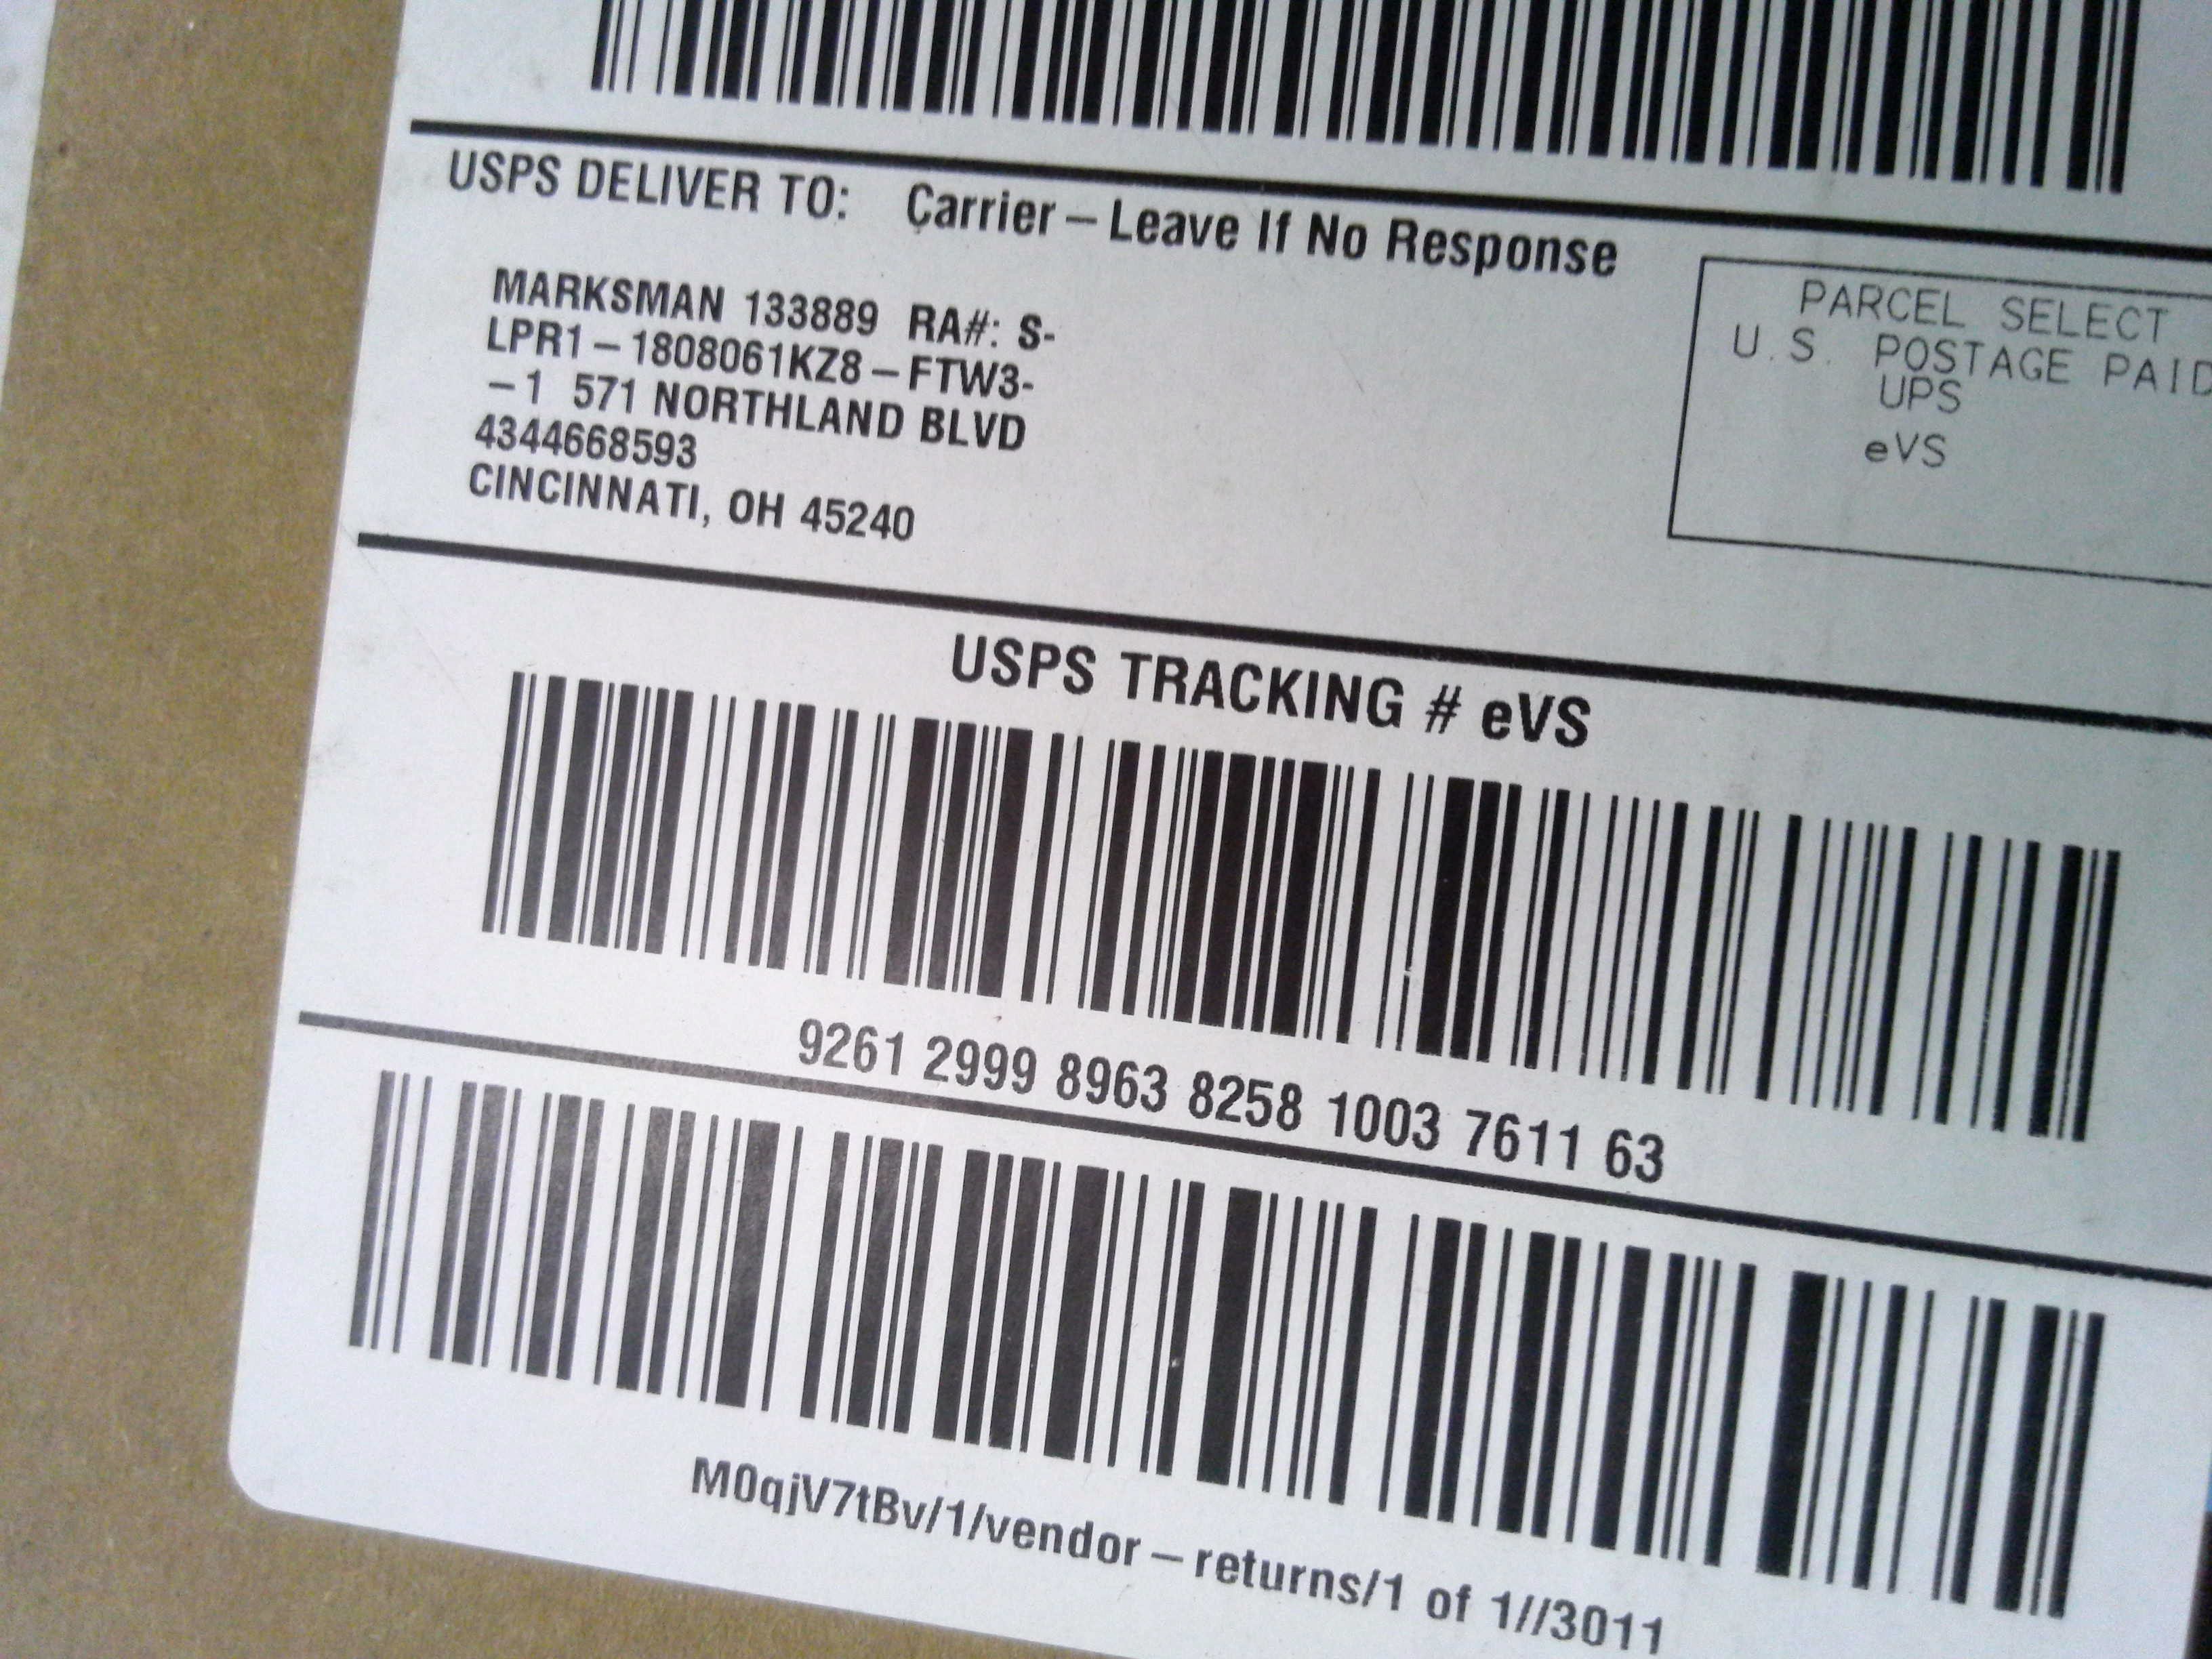 USPS DELIVER TO: Carrier – Leave If No Response
MARKSMAN 133889 RA#: S-
LPR1 – 1808061KZ8 – FTW3-
– 1 571 NORTHLAND BLVD
4344668593
CINCINNATI, OH 45240
PARCEL SELECT
U.S. POSTAGE PAID
UPS
eVS
USPS TRACKING # eVS
9261 2999 8963 8258 1003 7611 63
M0qjV7tBv/1/vendor – returns/1 of 1//3011